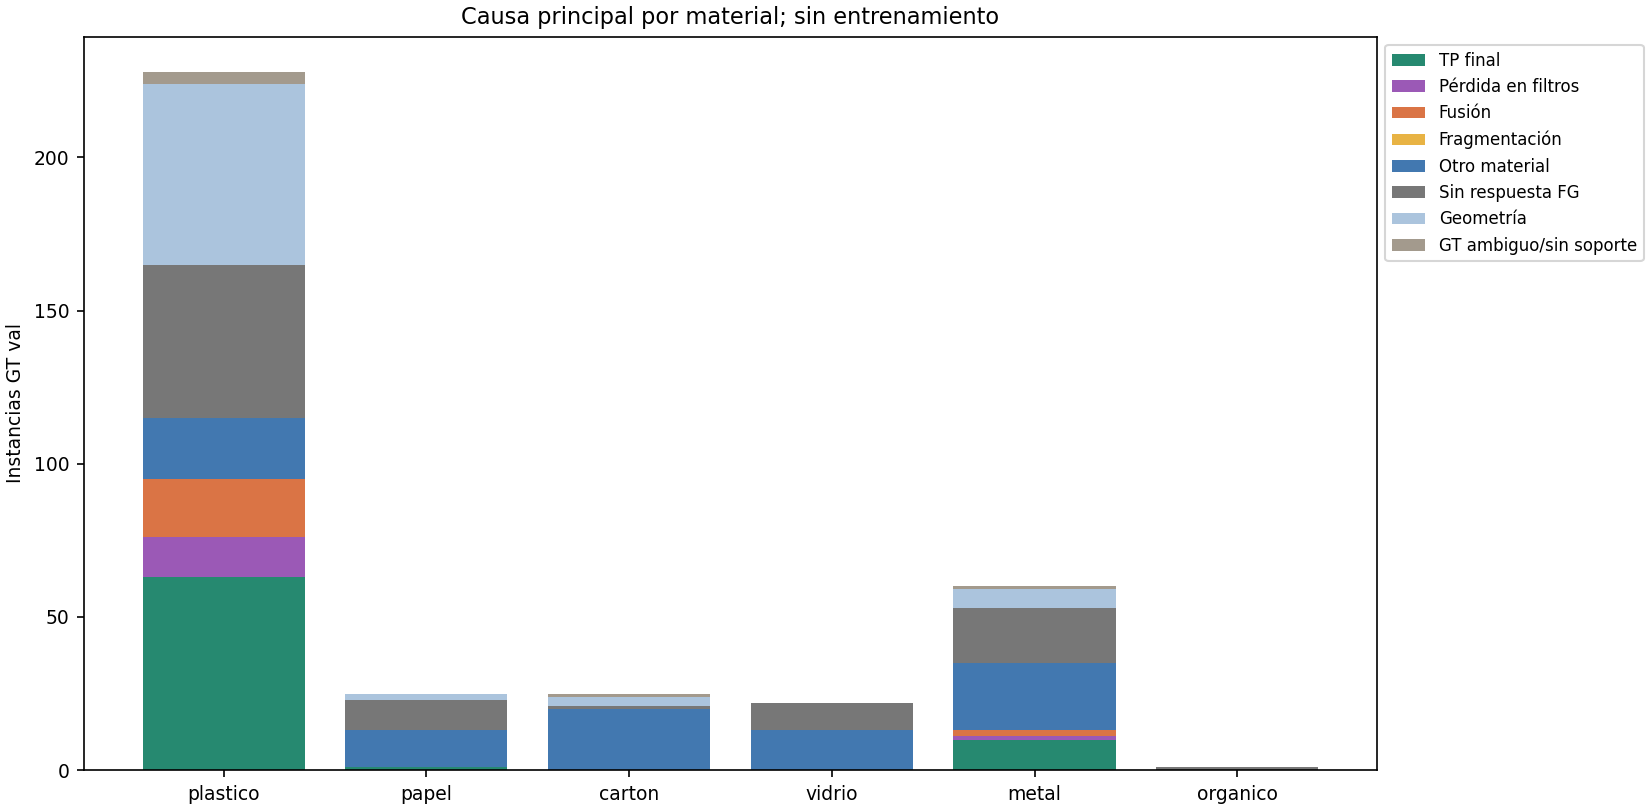 Causa principal por material; sin entrenamiento
Instancias GT val
200
150
100
50
0
plastico
papel
carton
vidrio
metal
organico
TP final
Pérdida en filtros
Fusión
Fragmentación
Otro material
Sin respuesta FG
Geometría
GT ambiguo/sin soporte